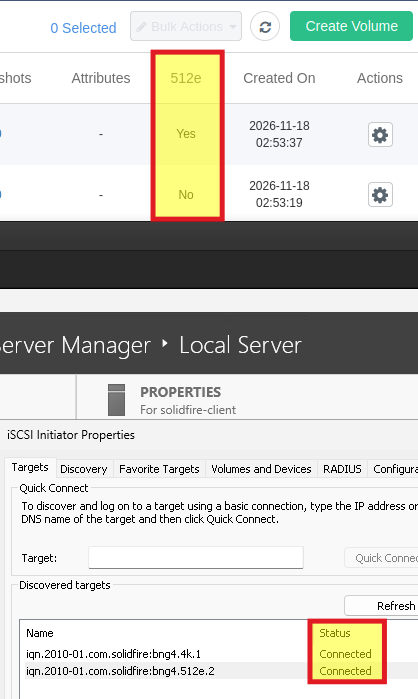 0 Selected Bulk Actions Create Volume
shots Attributes 512e Created On Actions
- Yes 2026-11-18
02:53:37
- No 2026-11-18
02:53:19
Server Manager Local Server
PROPERTIES
For solidfire-client
iSCSI Initiator Properties
Targets Discovery Favorite Targets Volumes and Devices RADIUS Configura
Quick Connect
To discover and log on to a target using a basic connection, type the IP address or
DNS name of the target and then click Quick Connect.
Target: Quick Connec
Discovered targets
Refresh
Name Status
iqn.2010-01.com.solidfire:bng4.4k.1 Connected
iqn.2010-01.com.solidfire:bng4.512e.2 Connected